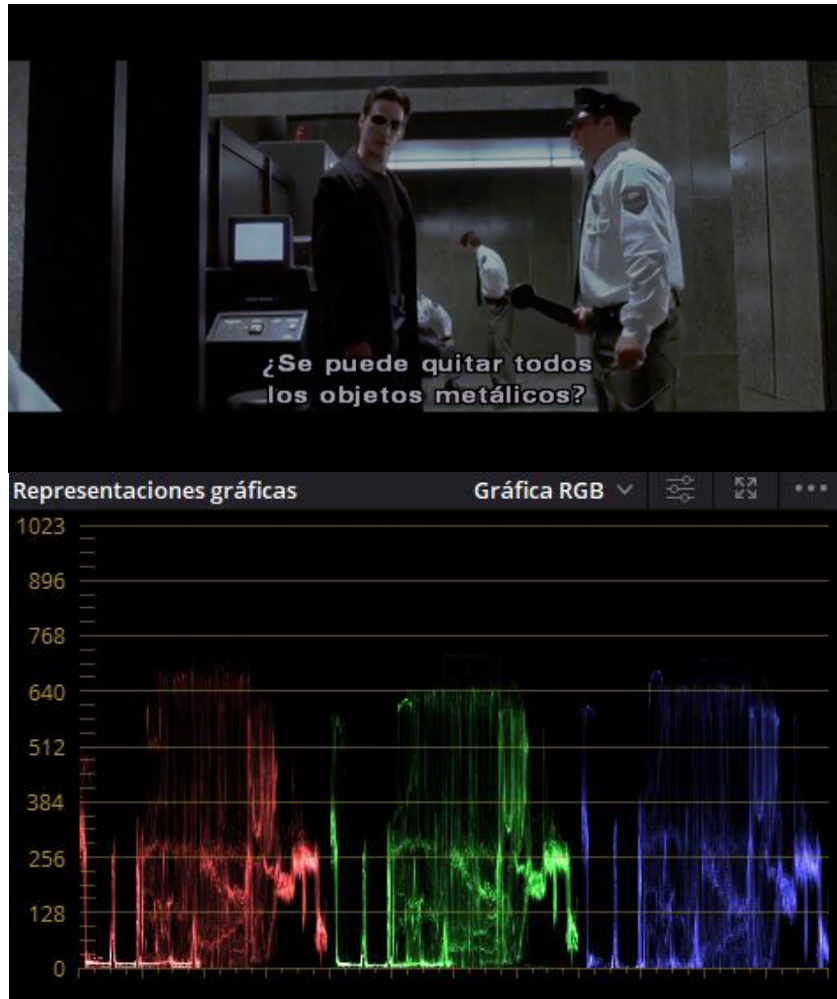 ¿Se puede quitar todos
los objetos metálicos?
Representaciones gráficas
Gráfica RGB
1023
896
768
640
512
384
256
128
0